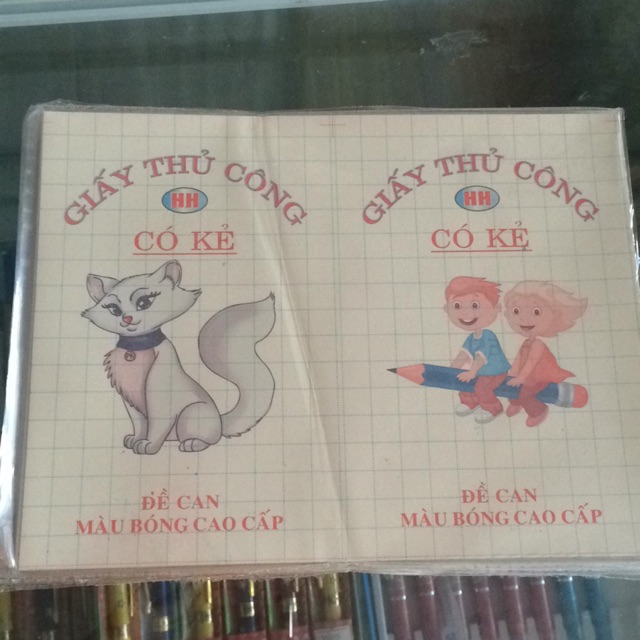 GIẤY THỦ CÔNG
HH
CÓ KẺ
ĐỀ CAN
MÀU BÓNG CAO CẤP
GIẤY THỦ CÔNG
HH
CÓ KẺ
ĐỀ CAN
MÀU BÓNG CAO CẤP